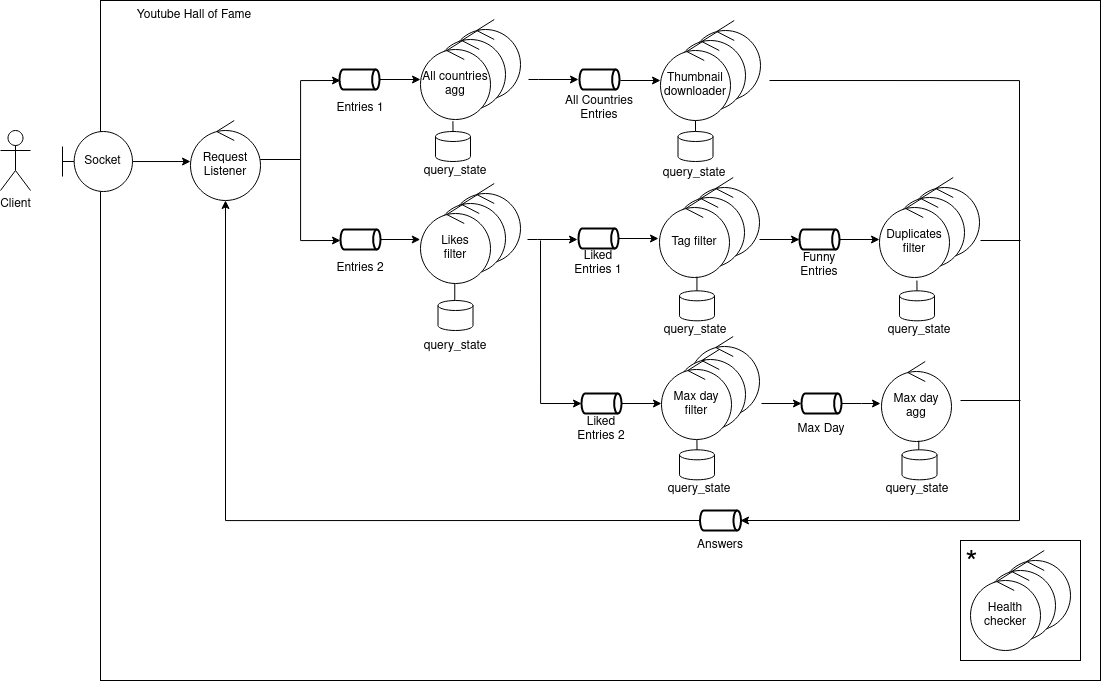 Youtube Hall of Fame
Client
Socket
Request
Listener
Entries 1
All countries
agg
query_state
All Countries
Entries
Thumbnail
downloader
query_state
Entries 2
Likes
filter
query_state
Liked
Entries 1
Tag filter
query_state
Funny
Entries
Duplicates
filter
query_state
Liked
Entries 2
Max day
filter
query_state
Max Day
Max day
agg
query_state
Answers
*
Health
checker